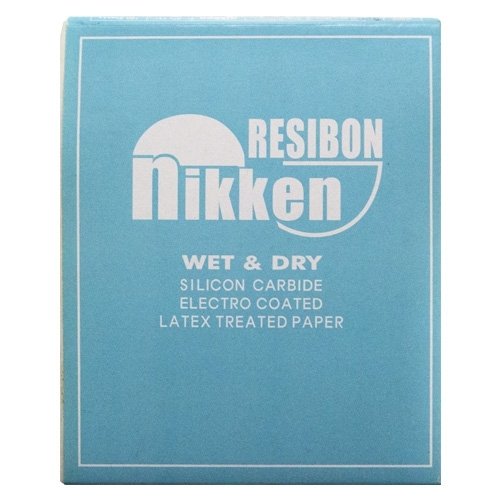 RESIBON
nikken
WET & DRY
SILICON CARBIDE
ELECTRO COATED
LATEX TREATED PAPER